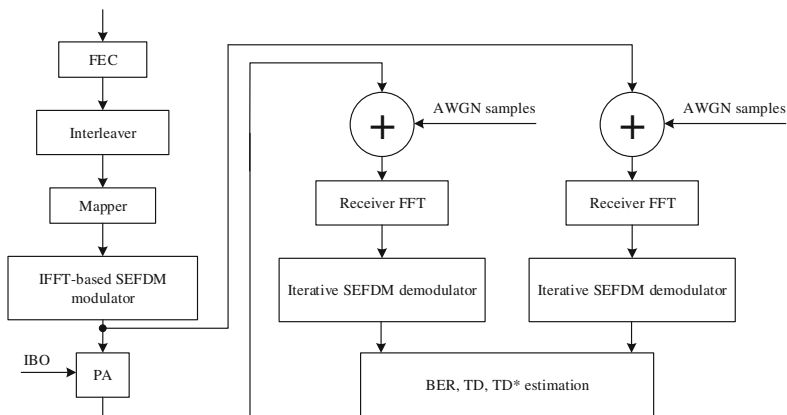 FEC
Interleaver
Mapper
IFFT-based SEFDM
modulator
IBO
PA
+
AWGN samples
Receiver FFT
Iterative SEFDM demodulator
+
AWGN samples
Receiver FFT
Iterative SEFDM demodulator
BER, TD, TD* estimation